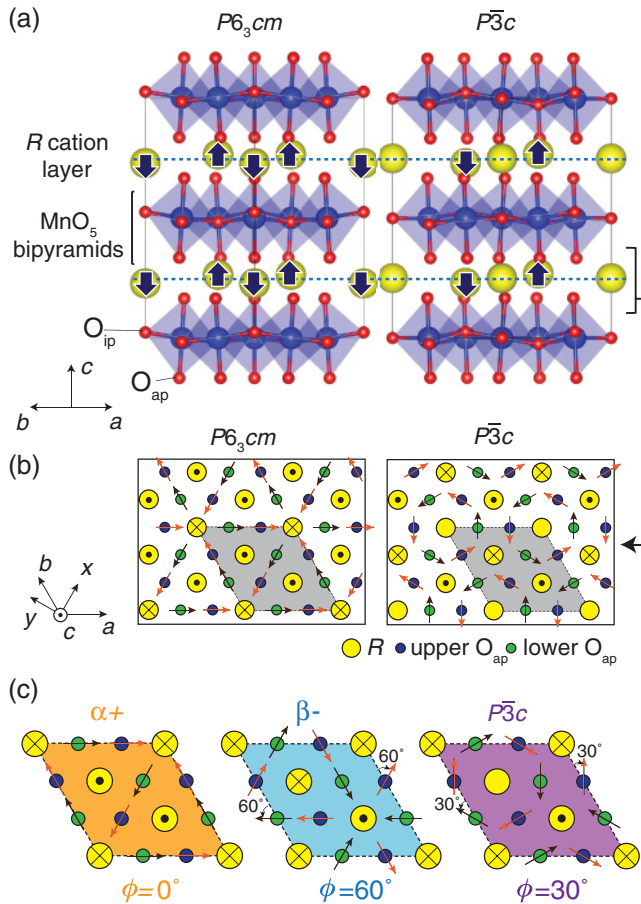 (a)
P6₃cm
P3̅c
R cation
layer
MnO₅
bipyramids
O_ip
O_ap
c
b
a
(b)
P6₃cm
P3̅c
b
x
y
c
a
R
upper O_ap
lower O_ap
(c)
α+
β-
P3̅c
60°
60°
30°
30°
ϕ=0°
ϕ=60°
ϕ=30°